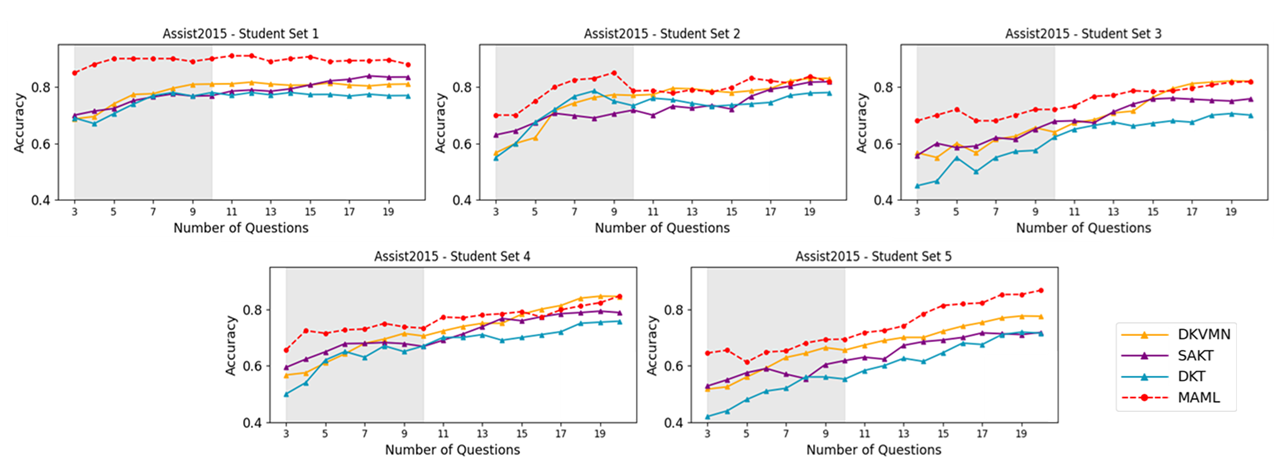 Assist2015 - Student Set 1
Accuracy
0.8
0.6
0.4
3 5 7 9 11 13 15 17 19
Number of Questions
Assist2015 - Student Set 2
Accuracy
0.8
0.6
0.4
3 5 7 9 11 13 15 17 19
Number of Questions
Assist2015 - Student Set 3
Accuracy
0.8
0.6
0.4
3 5 7 9 11 13 15 17 19
Number of Questions
Assist2015 - Student Set 4
Accuracy
0.8
0.6
0.4
3 5 7 9 11 13 15 17 19
Number of Questions
Assist2015 - Student Set 5
Accuracy
0.8
0.6
0.4
3 5 7 9 11 13 15 17 19
Number of Questions
DKVMN
SAKT
DKT
MAML